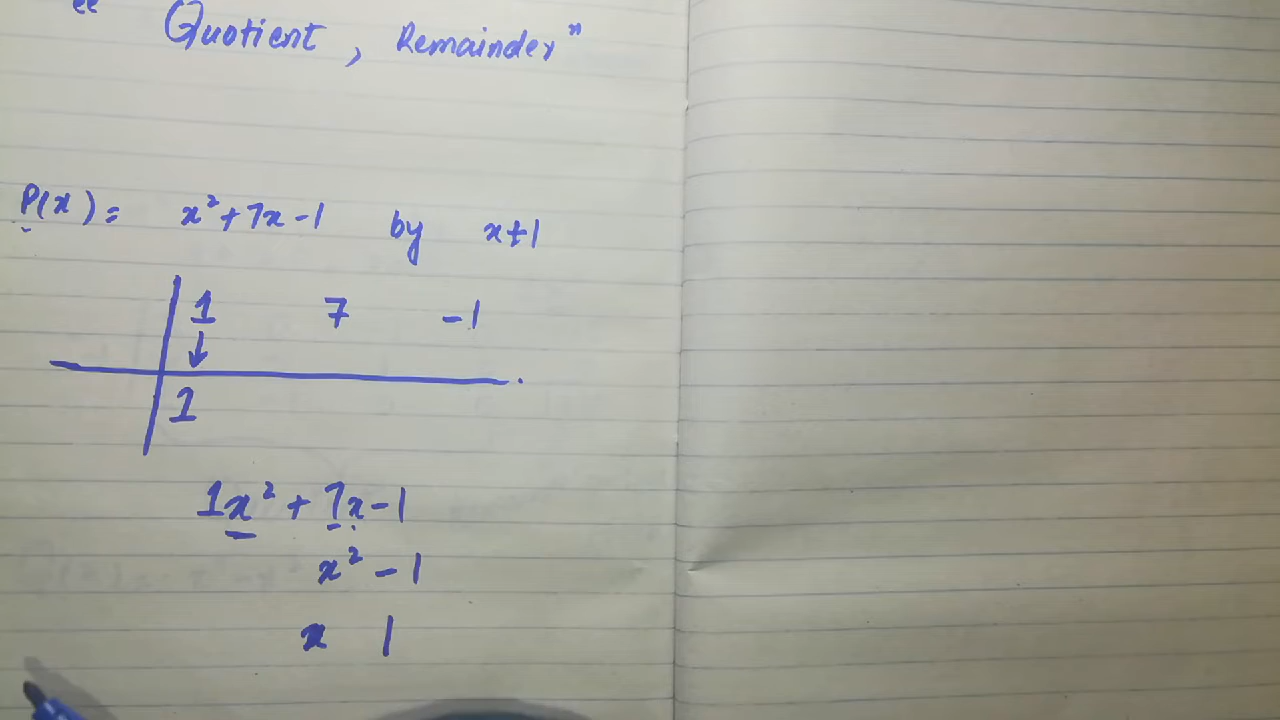 “ Quotient, Remainder”
P(x) = x² + 7x - 1 by x+1
1 7 -1
↓
1
1x² + 7x - 1
x² - 1
x 1